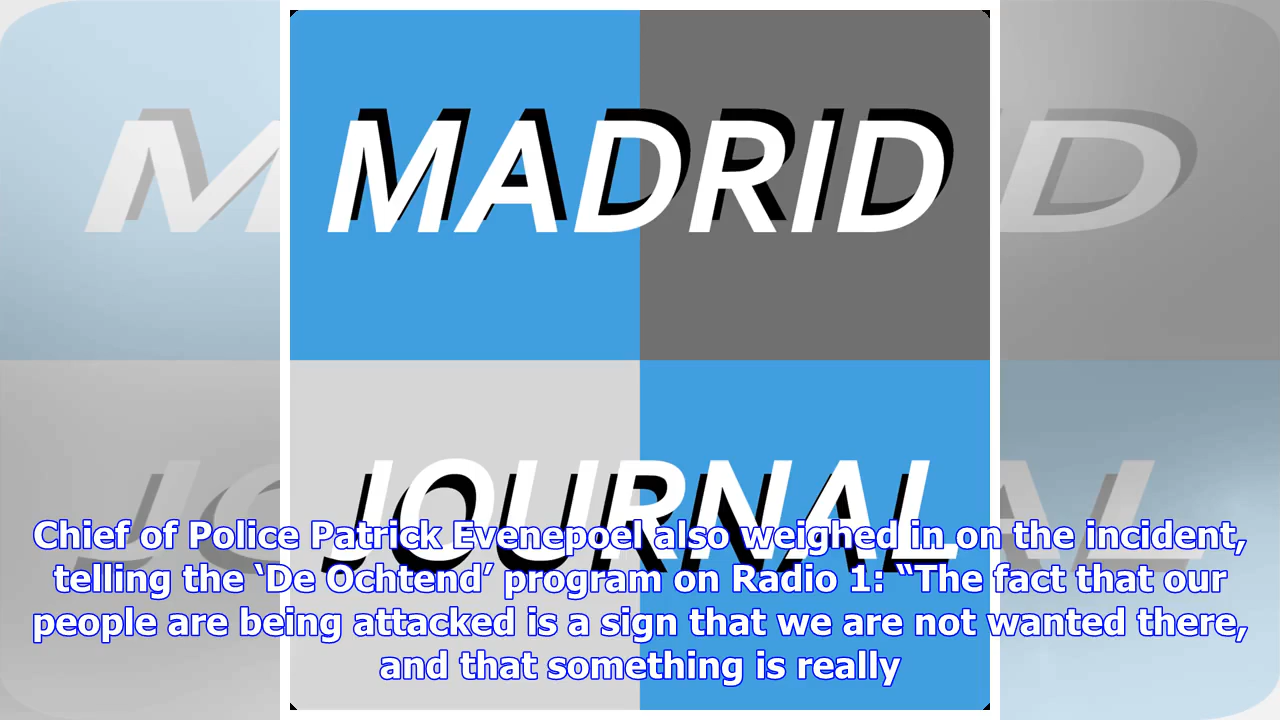 MADRID
JOURNAL
Chief of Police Patrick Evenepoel also weighed in on the incident,
telling the ‘De Ochtend’ program on Radio 1: “The fact that our
people are being attacked is a sign that we are not wanted there,
and that something is really